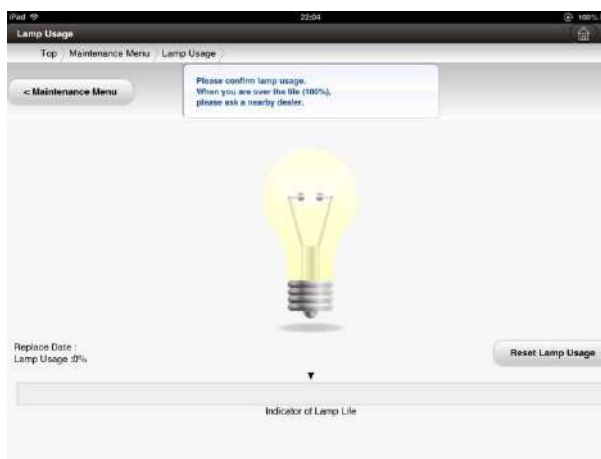 iPad 22:04 100%
Lamp Usage
Top Maintenance Menu Lamp Usage
< Maintenance Menu
Please confirm lamp usage.
When you are over the life (100%),
please ask a nearby dealer.
Replace Date :
Lamp Usage :0%
Reset Lamp Usage
Indicator of Lamp Life